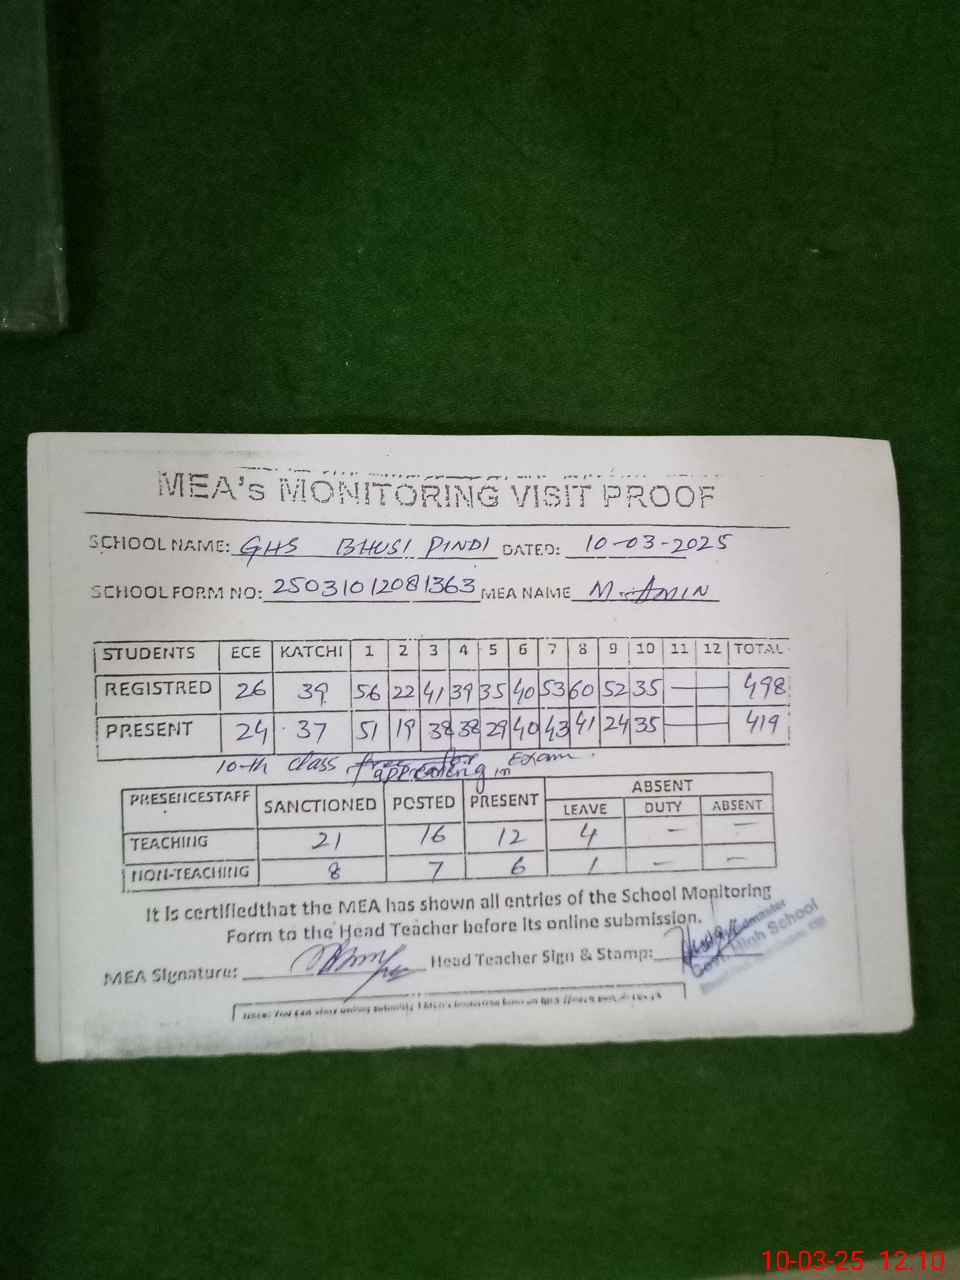 MEA's MONITORING VISIT PROOF
SCHOOL NAME: GHS BHUSI PINDI DATED: 10-03-2025
SCHOOL FORM NO: 25031012081363 MEA NAME M. AMIN
STUDENTS ECE KATCHI 1 2 3 4 5 6 7 8 9 10 11 12 TOTAL
REGISTRED 26 39 56 22 41 39 35 40 53 60 52 35 — — 498
PRESENT 24 37 51 19 38 38 29 40 43 41 24 35 — — 419
10-th class appearing in Exam.
PRESENCESTAFF SANCTIONED POSTED PRESENT ABSENT
LEAVE DUTY ABSENT
TEACHING 21 16 12 4 — —
NON-TEACHING 8 7 6 1 — —
It is certifiedthat the MEA has shown all entries of the School Monitoring
Form to the Head Teacher before its online submission.
MEA Signature: Head Teacher Sign & Stamp:
Headmaster
Govt. High School
10-03-25 12:10